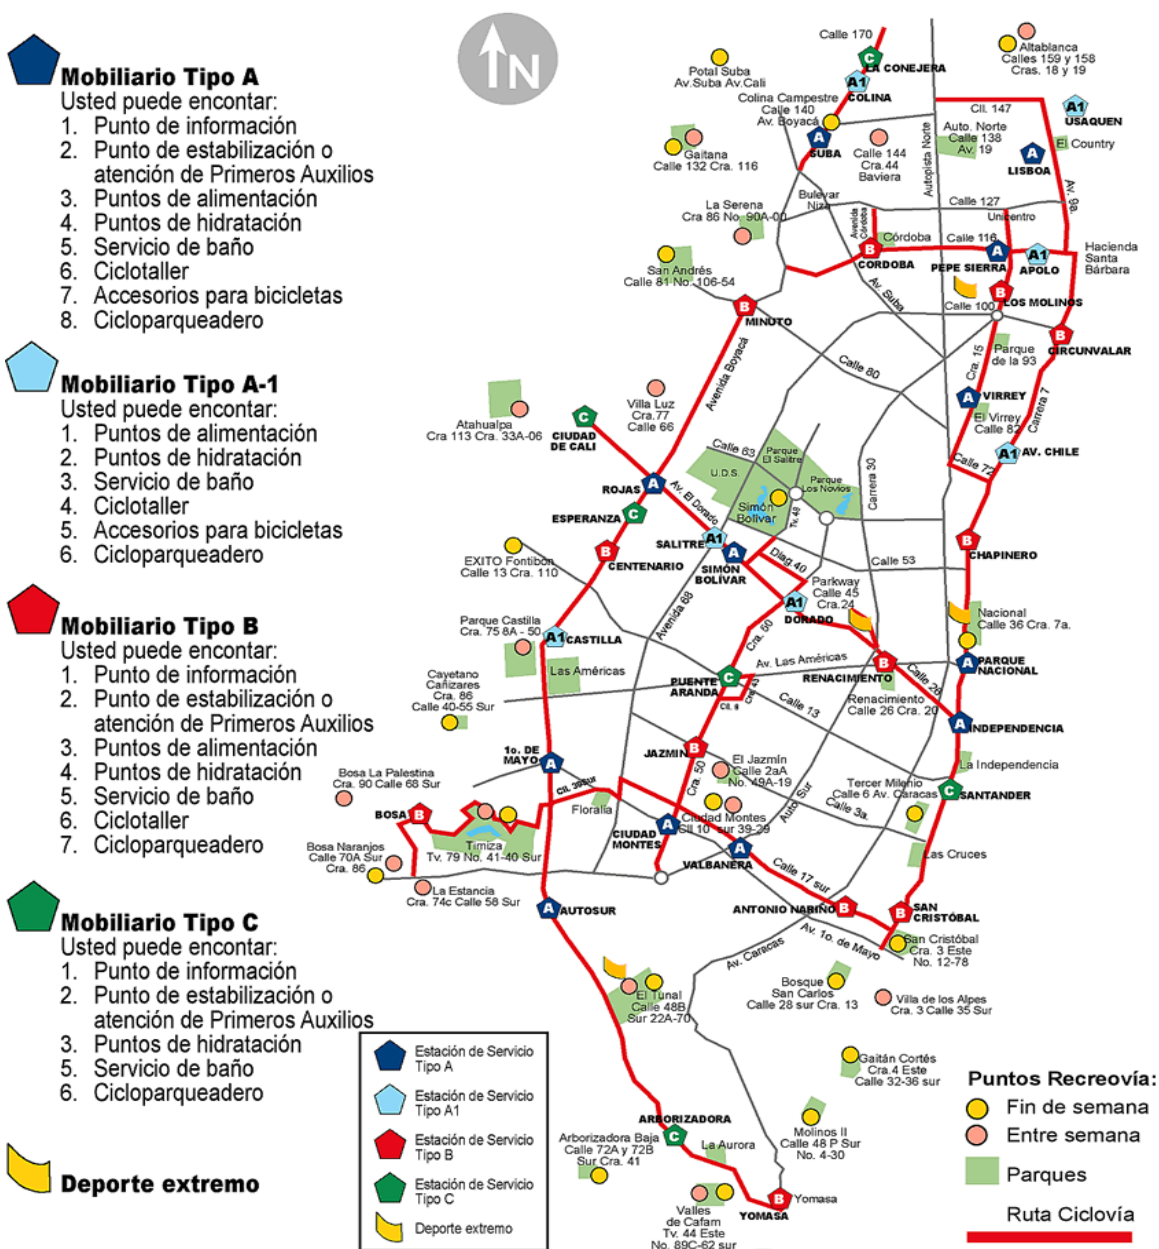 Mobiliario Tipo A
Usted puede encontar:
1. Punto de información
2. Punto de estabilización o
atención de Primeros Auxilios
3. Puntos de alimentación
4. Puntos de hidratación
5. Servicio de baño
6. Ciclotaller
7. Accesorios para bicicletas
8. Cicloparqueadero
Mobiliario Tipo A-1
Usted puede encontar:
1. Puntos de alimentación
2. Puntos de hidratación
3. Servicio de baño
4. Ciclotaller
5. Accesorios para bicicletas
6. Cicloparqueadero
Mobiliario Tipo B
Usted puede encontar:
1. Punto de información
2. Punto de estabilización o
atención de Primeros Auxilios
3. Puntos de alimentación
4. Puntos de hidratación
5. Servicio de baño
6. Ciclotaller
7. Cicloparqueadero
Mobiliario Tipo C
Usted puede encontar:
1. Punto de información
2. Punto de estabilización o
atención de Primeros Auxilios
3. Puntos de hidratación
5. Servicio de baño
6. Cicloparqueadero
Deporte extremo
N
Calle 170
C
LA CONEJERA
A1
COLINA
Altablanca
Calles 159 y 158
Cras. 18 y 19
Potal Suba
Av.Suba Av.Cali
Colina Campestre
Calle 140
Av. Boyacá
A
SUBA
Cll. 147
A1
USAQUEN
Auto. Norte
Calle 138
Av. 19
El Country
A
LISBOA
Autopista Norte
Av. 9a.
Gaitana
Calle 132 Cra. 116
Calle 144
Cra.44
Baviera
Bulevar
Niza
Calle 127
Unicentro
La Serena
Cra 86 No. 90A-00
Avenida
Córdoba
Córdoba
B
CORDOBA
Calle 116
A
PEPE SIERRA
A1
APOLO
Hacienda
Santa
Bárbara
San Andrés
Calle 81 No. 106-54
Av. Suba
B
LOS MOLINOS
Calle 100
B
MINUTO
B
CIRCUNVALAR
Parque
de la 93
Cra. 15
Calle 80
Avenida Boyacá
Carrera 7
A
VIRREY
El Virrey
Calle 82
Atahualpa
Cra 113 Cra. 33A-06
Villa Luz
Cra.77
Calle 66
C
CIUDAD
DE CALI
Calle 63
Parque
El Salitre
U.D.S.
Parque
Los Novios
Carrera 30
Calle 72
A1
AV. CHILE
A
ROJAS
Av. El Dorado
Simón
Bolívar
Tv. 48
C
ESPERANZA
A1
SALITRE
A
SIMÓN
BOLÍVAR
B
CHAPINERO
B
CENTENARIO
EXITO Fontibon
Calle 13 Cra. 110
Diag.40
Calle 53
Parkway
Calle 45
Cra.24
A1
DORADO
Avenida 68
Nacional
Calle 36 Cra. 7a.
Parque Castilla
Cra. 75 8A - 50
A1
CASTILLA
Cra. 50
Av. Las Américas
B
RENACIMIENTO
A
PARQUE
NACIONAL
Las Américas
C
PUENTE
ARANDA
Cra. 43
Cll. 8
Calle 26
Renacimiento
Calle 26 Cra. 20
Calle 13
A
INDEPENDENCIA
Cayetano
Cañizares
Cra. 86
Calle 40-55 Sur
B
JAZMIN
1o. DE
MAYO
A
Cra. 50
El Jazmín
Calle 2aA
No. 49A-19
La Independencia
Bosa La Palestina
Cra. 90 Calle 68 Sur
Cll. 39Sur
Auto. Sur
Tercer Milenio
Calle 6 Av. Caracas
C
SANTANDER
B
BOSA
Floralia
Ciudad Montes
Cll 10 sur 39-29
Calle 3a.
A
CIUDAD
MONTES
Timiza
Tv. 79 No. 41-40 Sur
A
VALBANERA
Las Cruces
Bosa Naranjos
Calle 70A Sur
Cra. 86
Calle 17 sur
La Estancia
Cra. 74c Calle 58 Sur
A
AUTOSUR
ANTONIO NARIÑO
B
B
SAN
CRISTÓBAL
Av. 1o. de Mayo
San Cristóbal
Cra. 3 Este
No. 12-78
Av. Caracas
El Tunal
Calle 48B
Sur 22A-70
Bosque
San Carlos
Calle 28 sur Cra. 13
Villa de los Alpes
Cra. 3 Calle 35 Sur
Gaitán Cortés
Cra.4 Este
Calle 32-36 sur
Molinos II
Calle 48 P Sur
No. 4-30
ARBORIZADORA
C
Arborizadora Baja
Calle 72A y 72B
Sur Cra. 41
La Aurora
B
Yomasa
YOMASA
Valles
de Cafam
Tv. 44 Este
No. 89C-62 sur
A
Estación de Servicio
Tipo A
Estación de Servicio
Tipo A1
Estación de Servicio
Tipo B
Estación de Servicio
Tipo C
Deporte extremo
Puntos Recreovía:
Fin de semana
Entre semana
Parques
Ruta Ciclovía